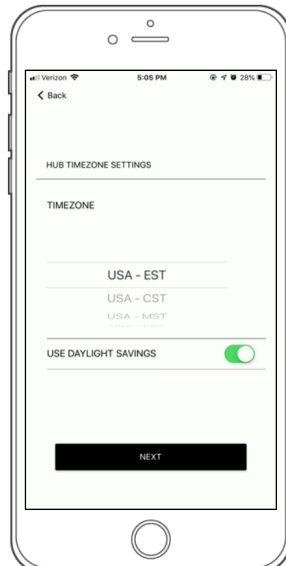 Verizon 5:05 PM 28%
Back
HUB TIMEZONE SETTINGS
TIMEZONE
USA - EST
USA - CST
USA - MST
USE DAYLIGHT SAVINGS
NEXT